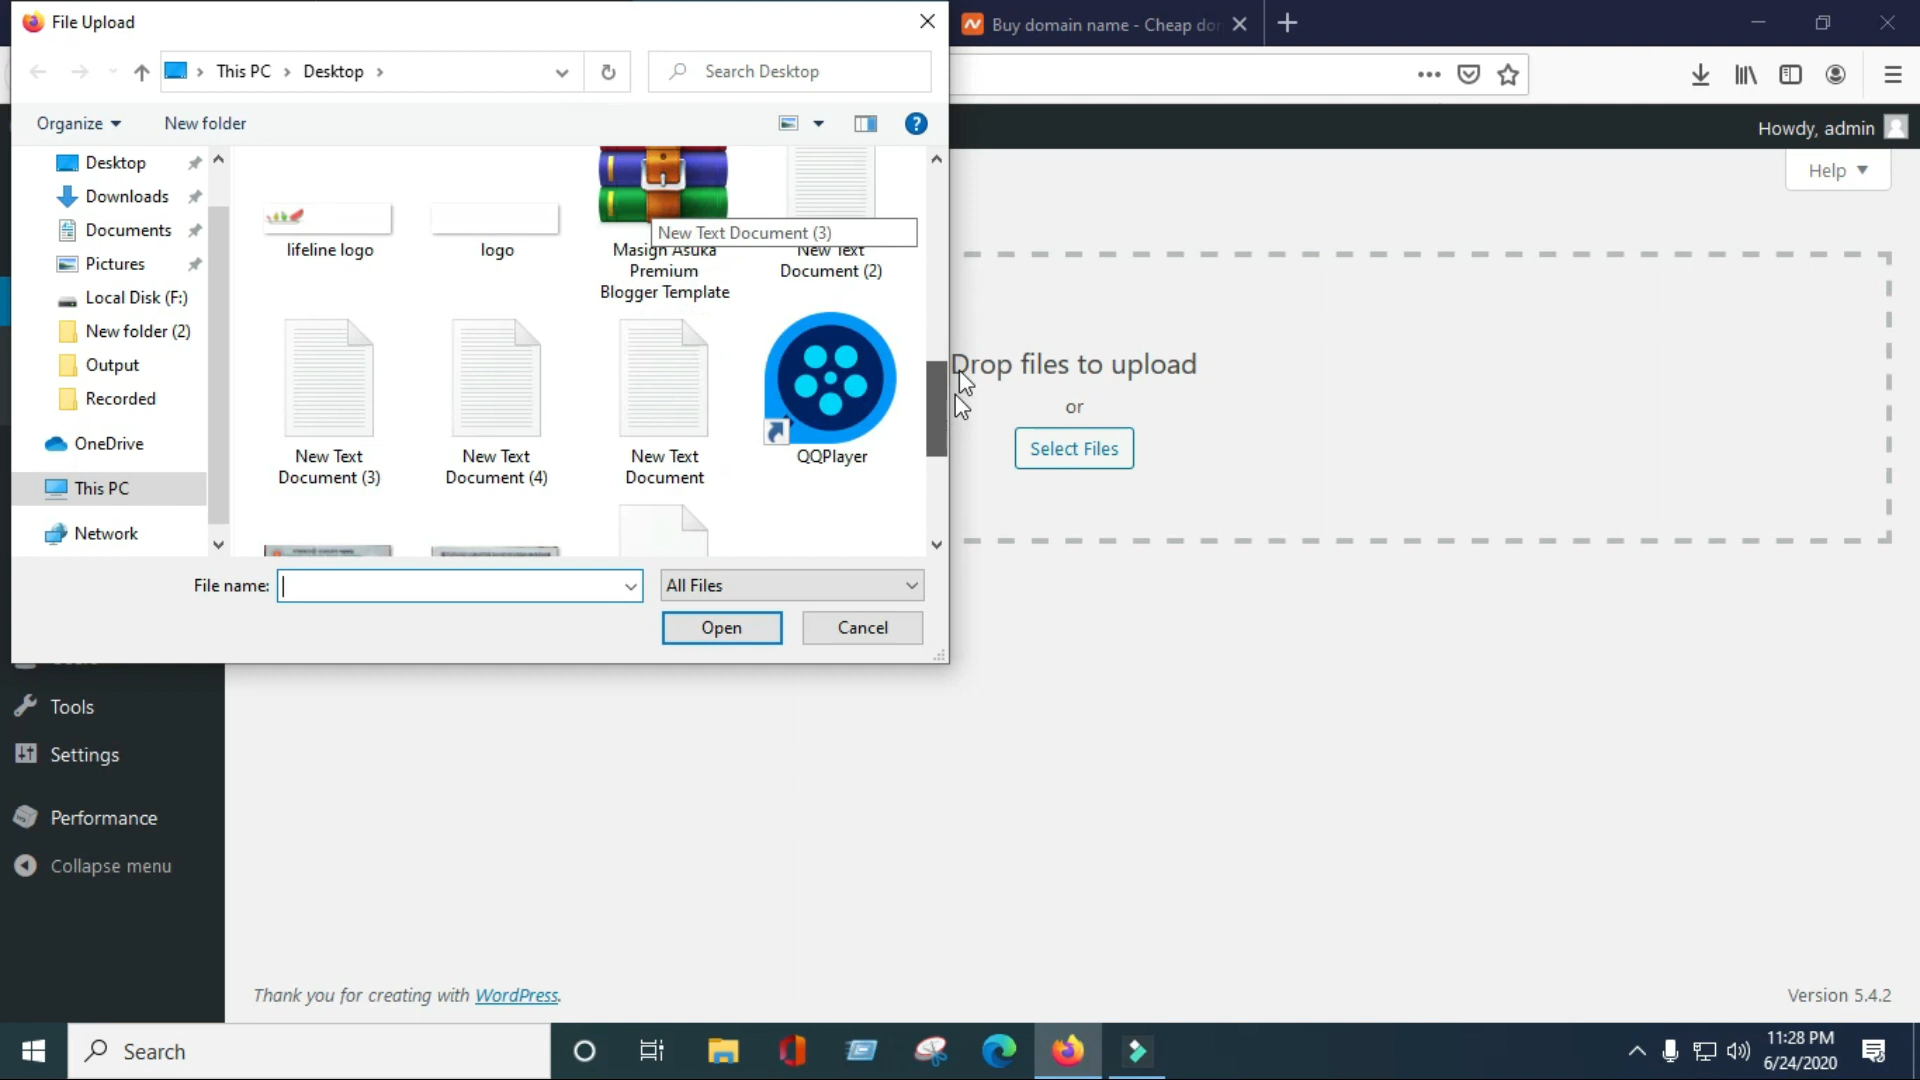 File Upload
Buy domain name - Cheap do
This PC
Desktop
Search Desktop
Organize
New folder
Howdy, admin
Help
Desktop
Downloads
Documents
Pictures
Local Disk (F:)
New folder (2)
Output
Recorded
OneDrive
This PC
Network
lifeline logo
logo
Masign Asuka
Premium
Blogger Template
New Text Document (3)
New Text
Document (2)
New Text
Document (3)
New Text
Document (4)
New Text
Document
QQPlayer
File name:
All Files
Open
Cancel
Drop files to upload
or
Select Files
Tools
Settings
Performance
Collapse menu
Thank you for creating with WordPress.
Version 5.4.2
Search
11:28 PM
6/24/2020